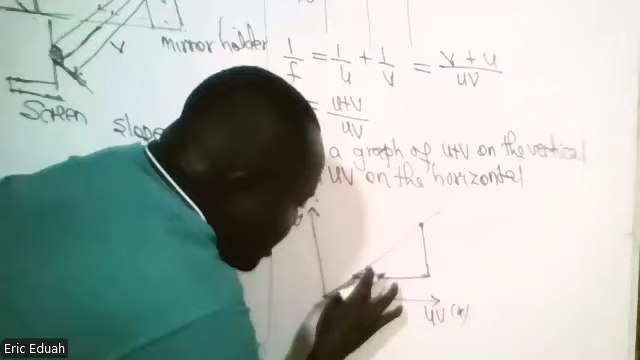 v
mirror holder
Screen
1/f = 1/u + 1/v = v + u / uv
= u+v / uv
slope
a graph of u+v on the vertical
uv on the horizontal
uv
Eric Eduah